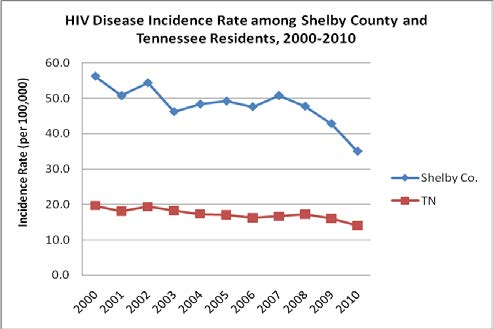 HIV Disease Incidence Rate among Shelby County and
Tennessee Residents, 2000-2010
Incidence Rate (per 100,000)
60.0
50.0
40.0
30.0
20.0
10.0
0.0
2000 2001 2002 2003 2004 2005 2006 2007 2008 2009 2010
Shelby Co.
TN